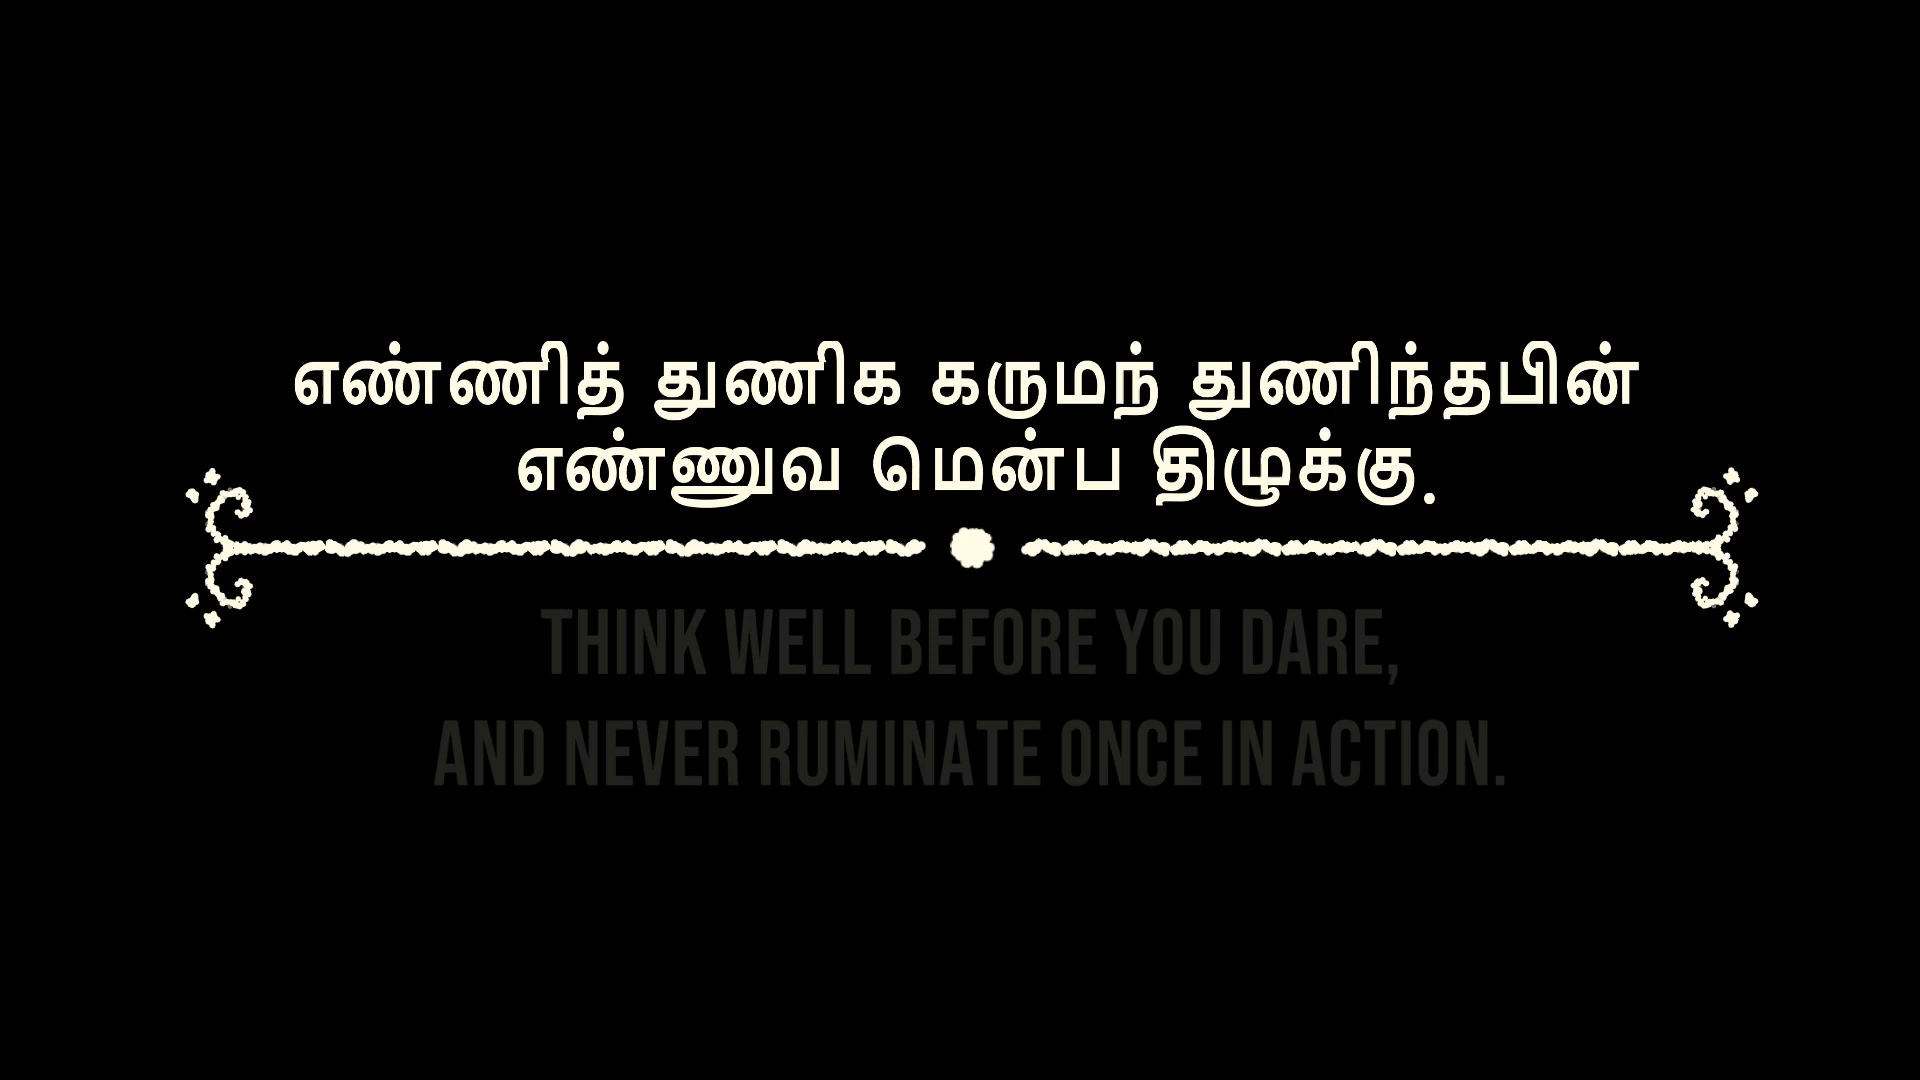 எண்ணித் துணிக கருமந் துணிந்தபின்
எண்ணுவ மென்ப திழுக்கு.
THINK WELL BEFORE YOU DARE,
AND NEVER RUMINATE ONCE IN ACTION.